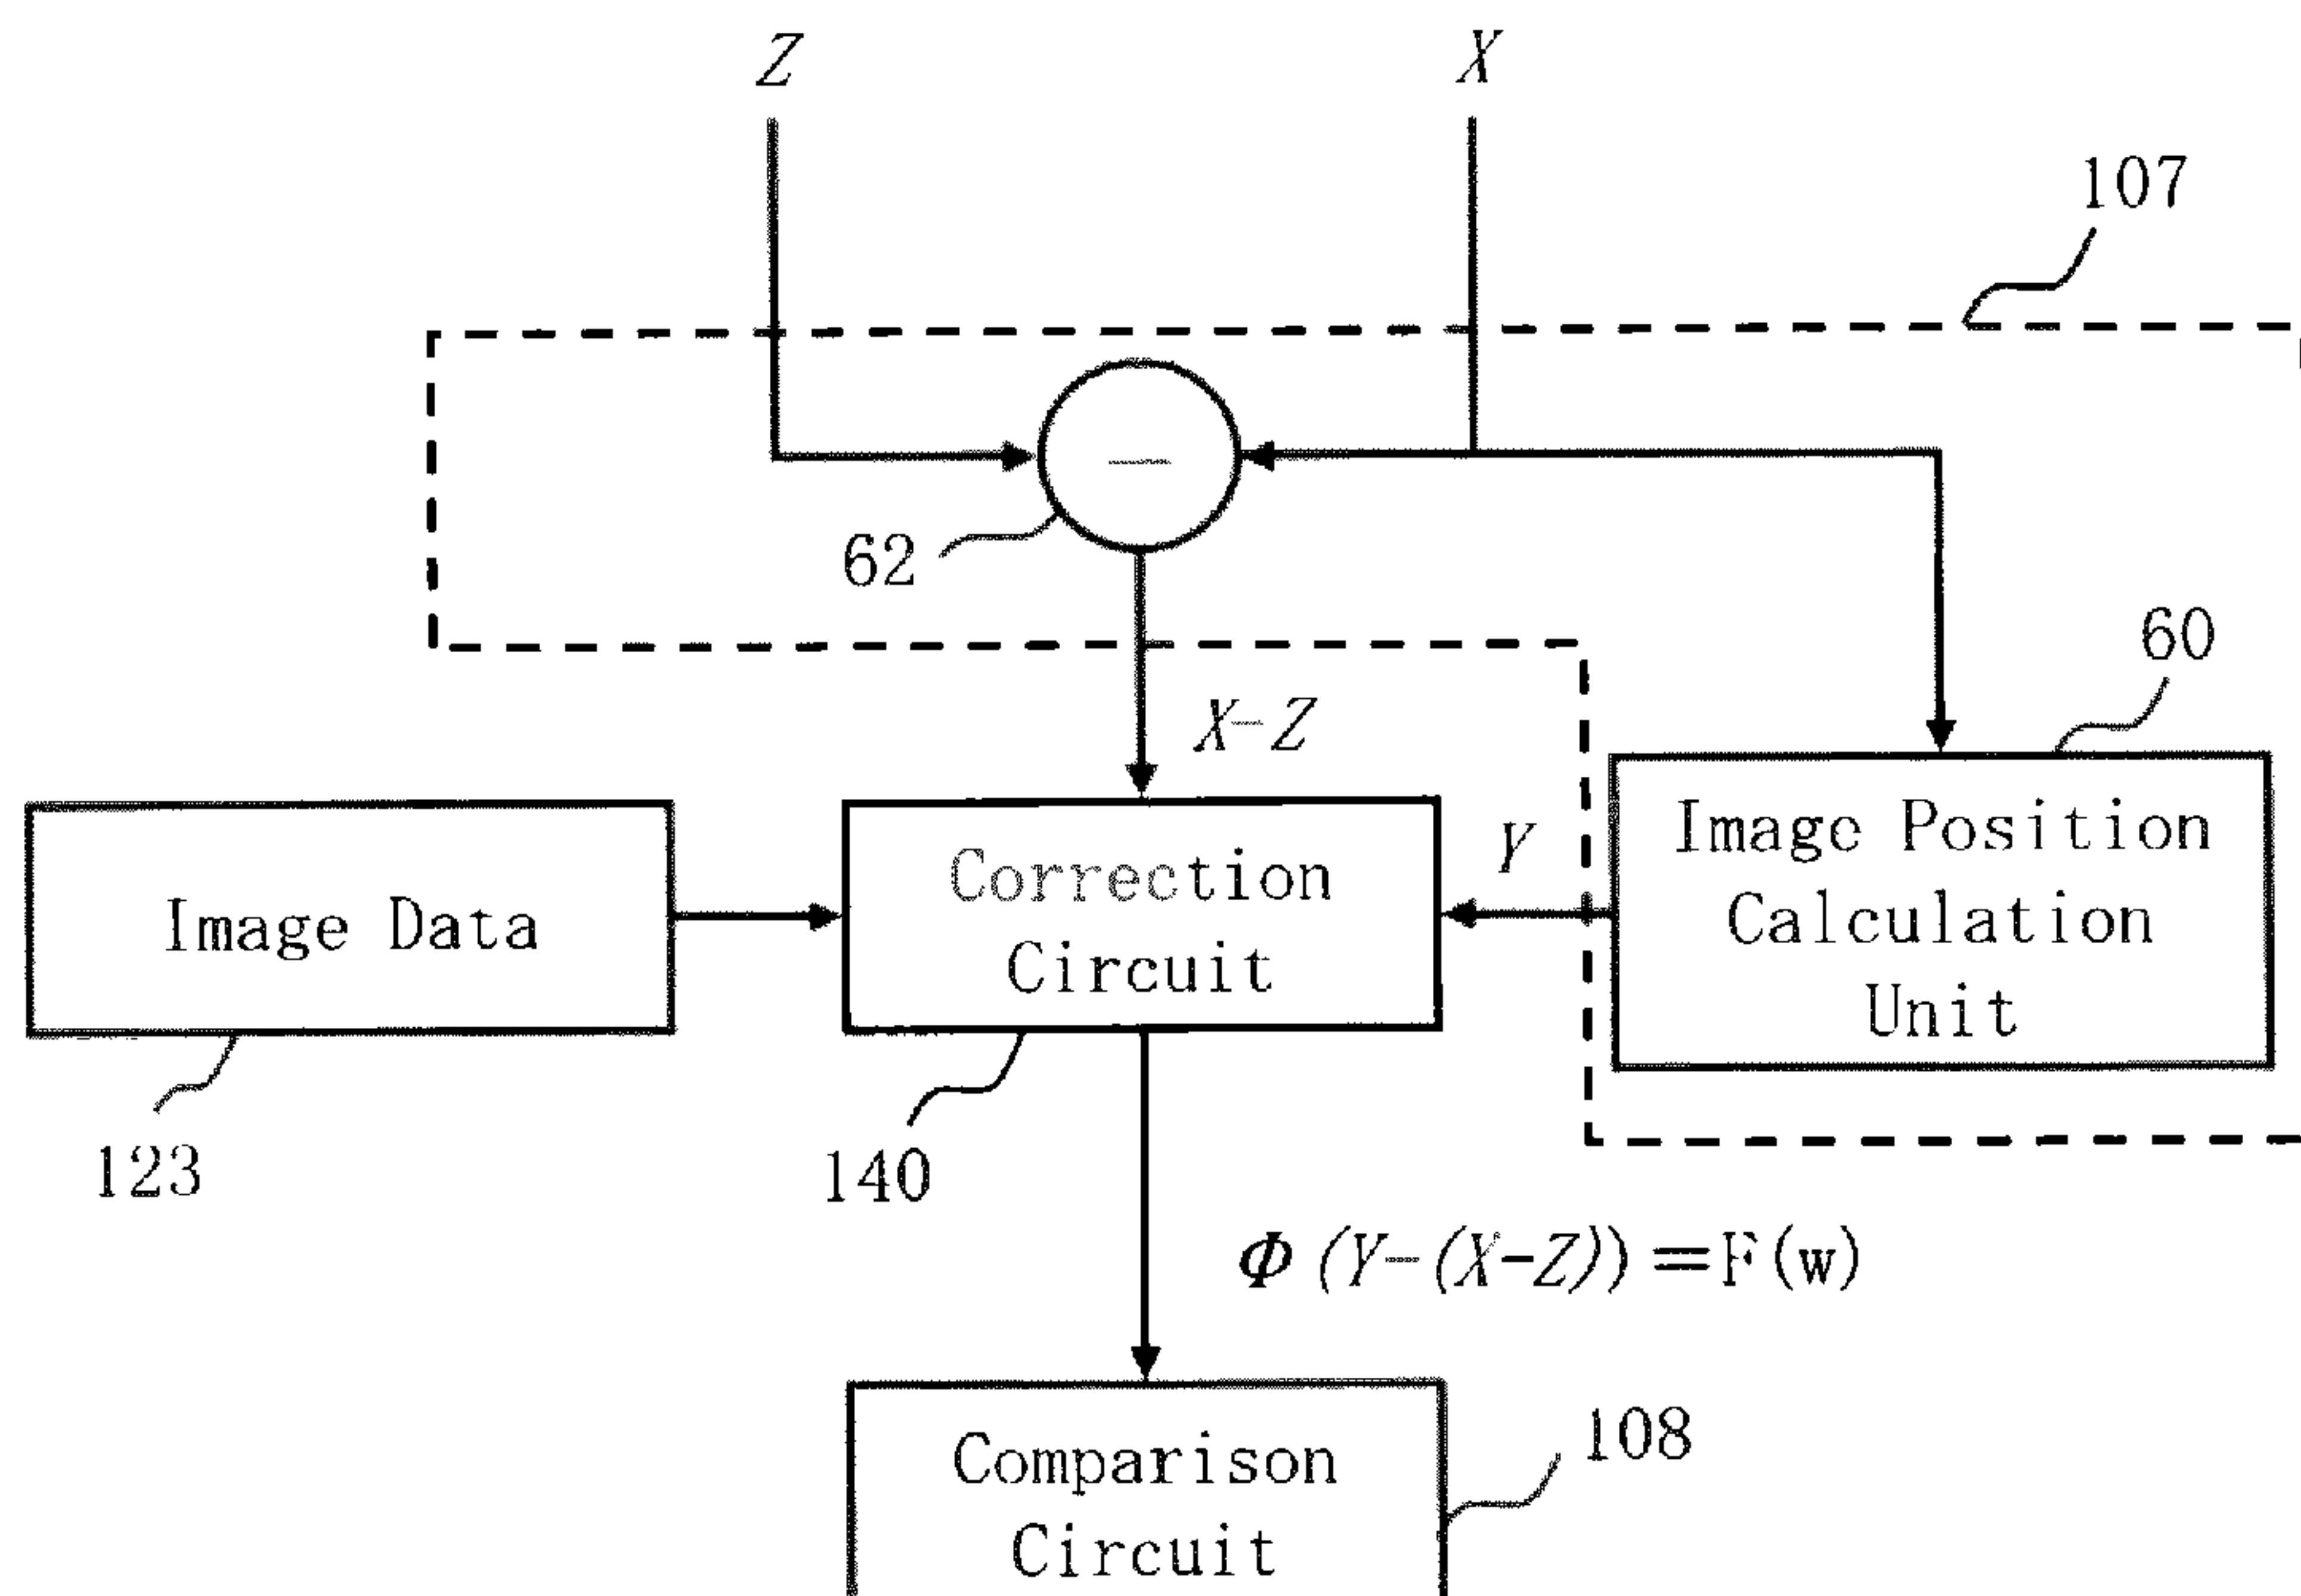 Z
X
107
—
62
60
X-Z
Image Position
Calculation
Unit
Y
Correction
Circuit
Image Data
123
140
Φ(Y-(X-Z))=F(w)
Comparison
Circuit
108